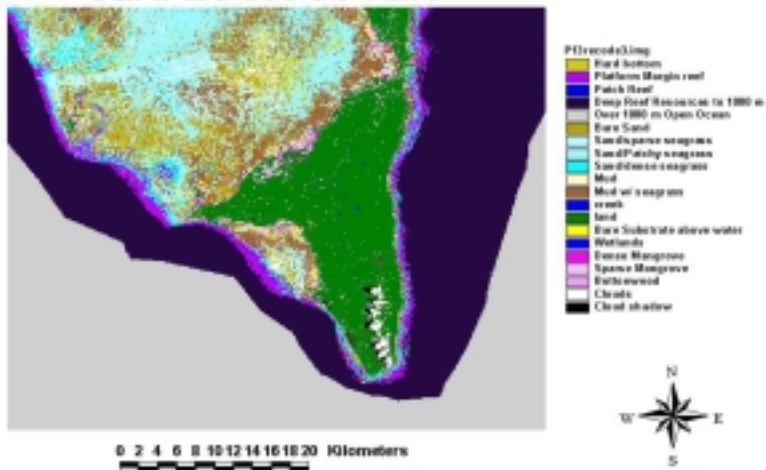 P13recode3.img
Hard bottom
Platform Margin reef
Patch Reef
Deep Reef Resources to 1000 m
Over 1000 m Open Ocean
Bare Sand
Sand/sparse seagrass
Sand/Patchy seagrass
Sand/dense seagrass
Mud
Mud w/ seagrass
creek
land
Bare Substrate above water
Wetlands
Dense Mangrove
Sparse Mangrove
Buttonwood
Clouds
Cloud shadow
N
W E
S
0 2 4 6 8 10 12 14 16 18 20 Kilometers